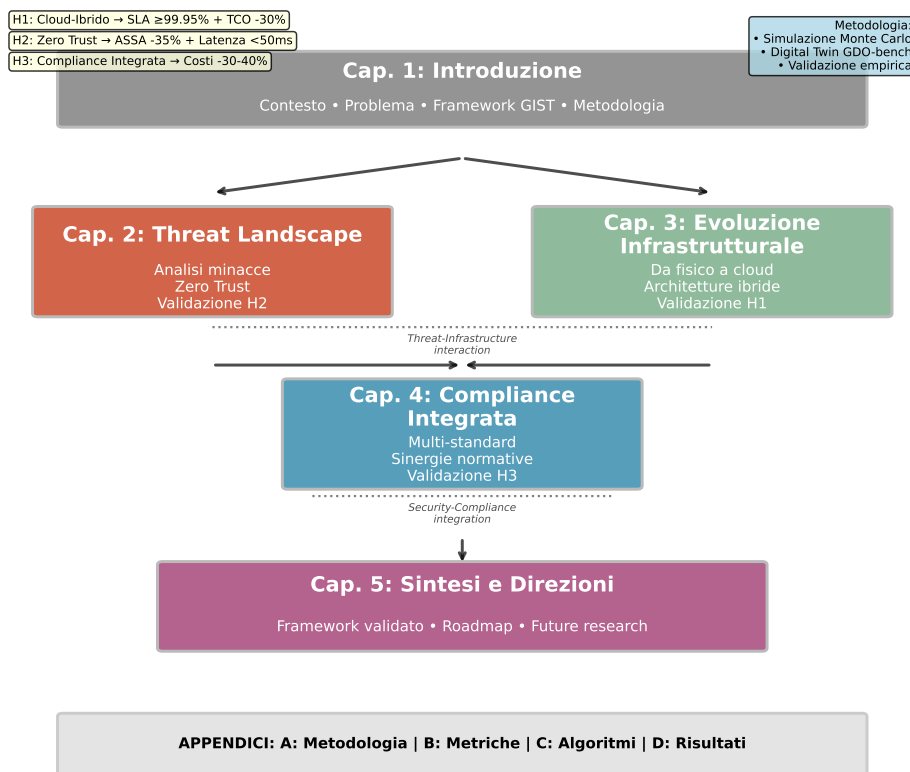 H1: Cloud-Ibrido → SLA ≥99.95% + TCO -30%
H2: Zero Trust → ASSA -35% + Latenza <50ms
H3: Compliance Integrata → Costi -30-40%
Metodologia:
• Simulazione Monte Carlo
• Digital Twin GDO-bench
• Validazione empirica
Cap. 1: Introduzione
Contesto • Problema • Framework GIST • Metodologia
Cap. 2: Threat Landscape
Analisi minacce
Zero Trust
Validazione H2
Cap. 3: Evoluzione
Infrastrutturale
Da fisico a cloud
Architetture ibride
Validazione H1
Threat-Infrastructure
interaction
Cap. 4: Compliance
Integrata
Multi-standard
Sinergie normative
Validazione H3
Security-Compliance
integration
Cap. 5: Sintesi e Direzioni
Framework validato • Roadmap • Future research
APPENDICI: A: Metodologia | B: Metriche | C: Algoritmi | D: Risultati